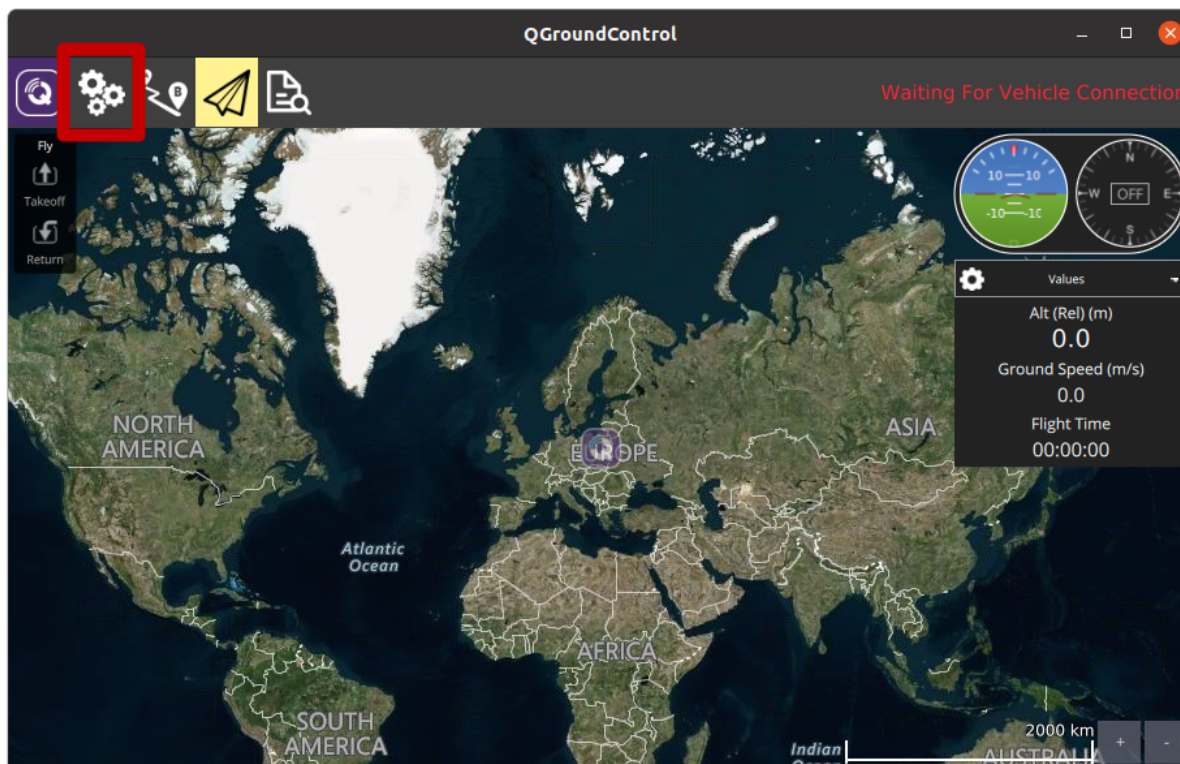 QGroundControl
B
Waiting For Vehicle Connection
Fly
Takeoff
Return
10 10
-10 -10
N
W OFF E
S
Values
Alt (Rel) (m)
0.0
Ground Speed (m/s)
0.0
Flight Time
00:00:00
NORTH
AMERICA
EUROPE
ASIA
Atlantic
Ocean
AFRICA
SOUTH
AMERICA
2000 km
+ -
Indian
Ocean
AUSTRALIA